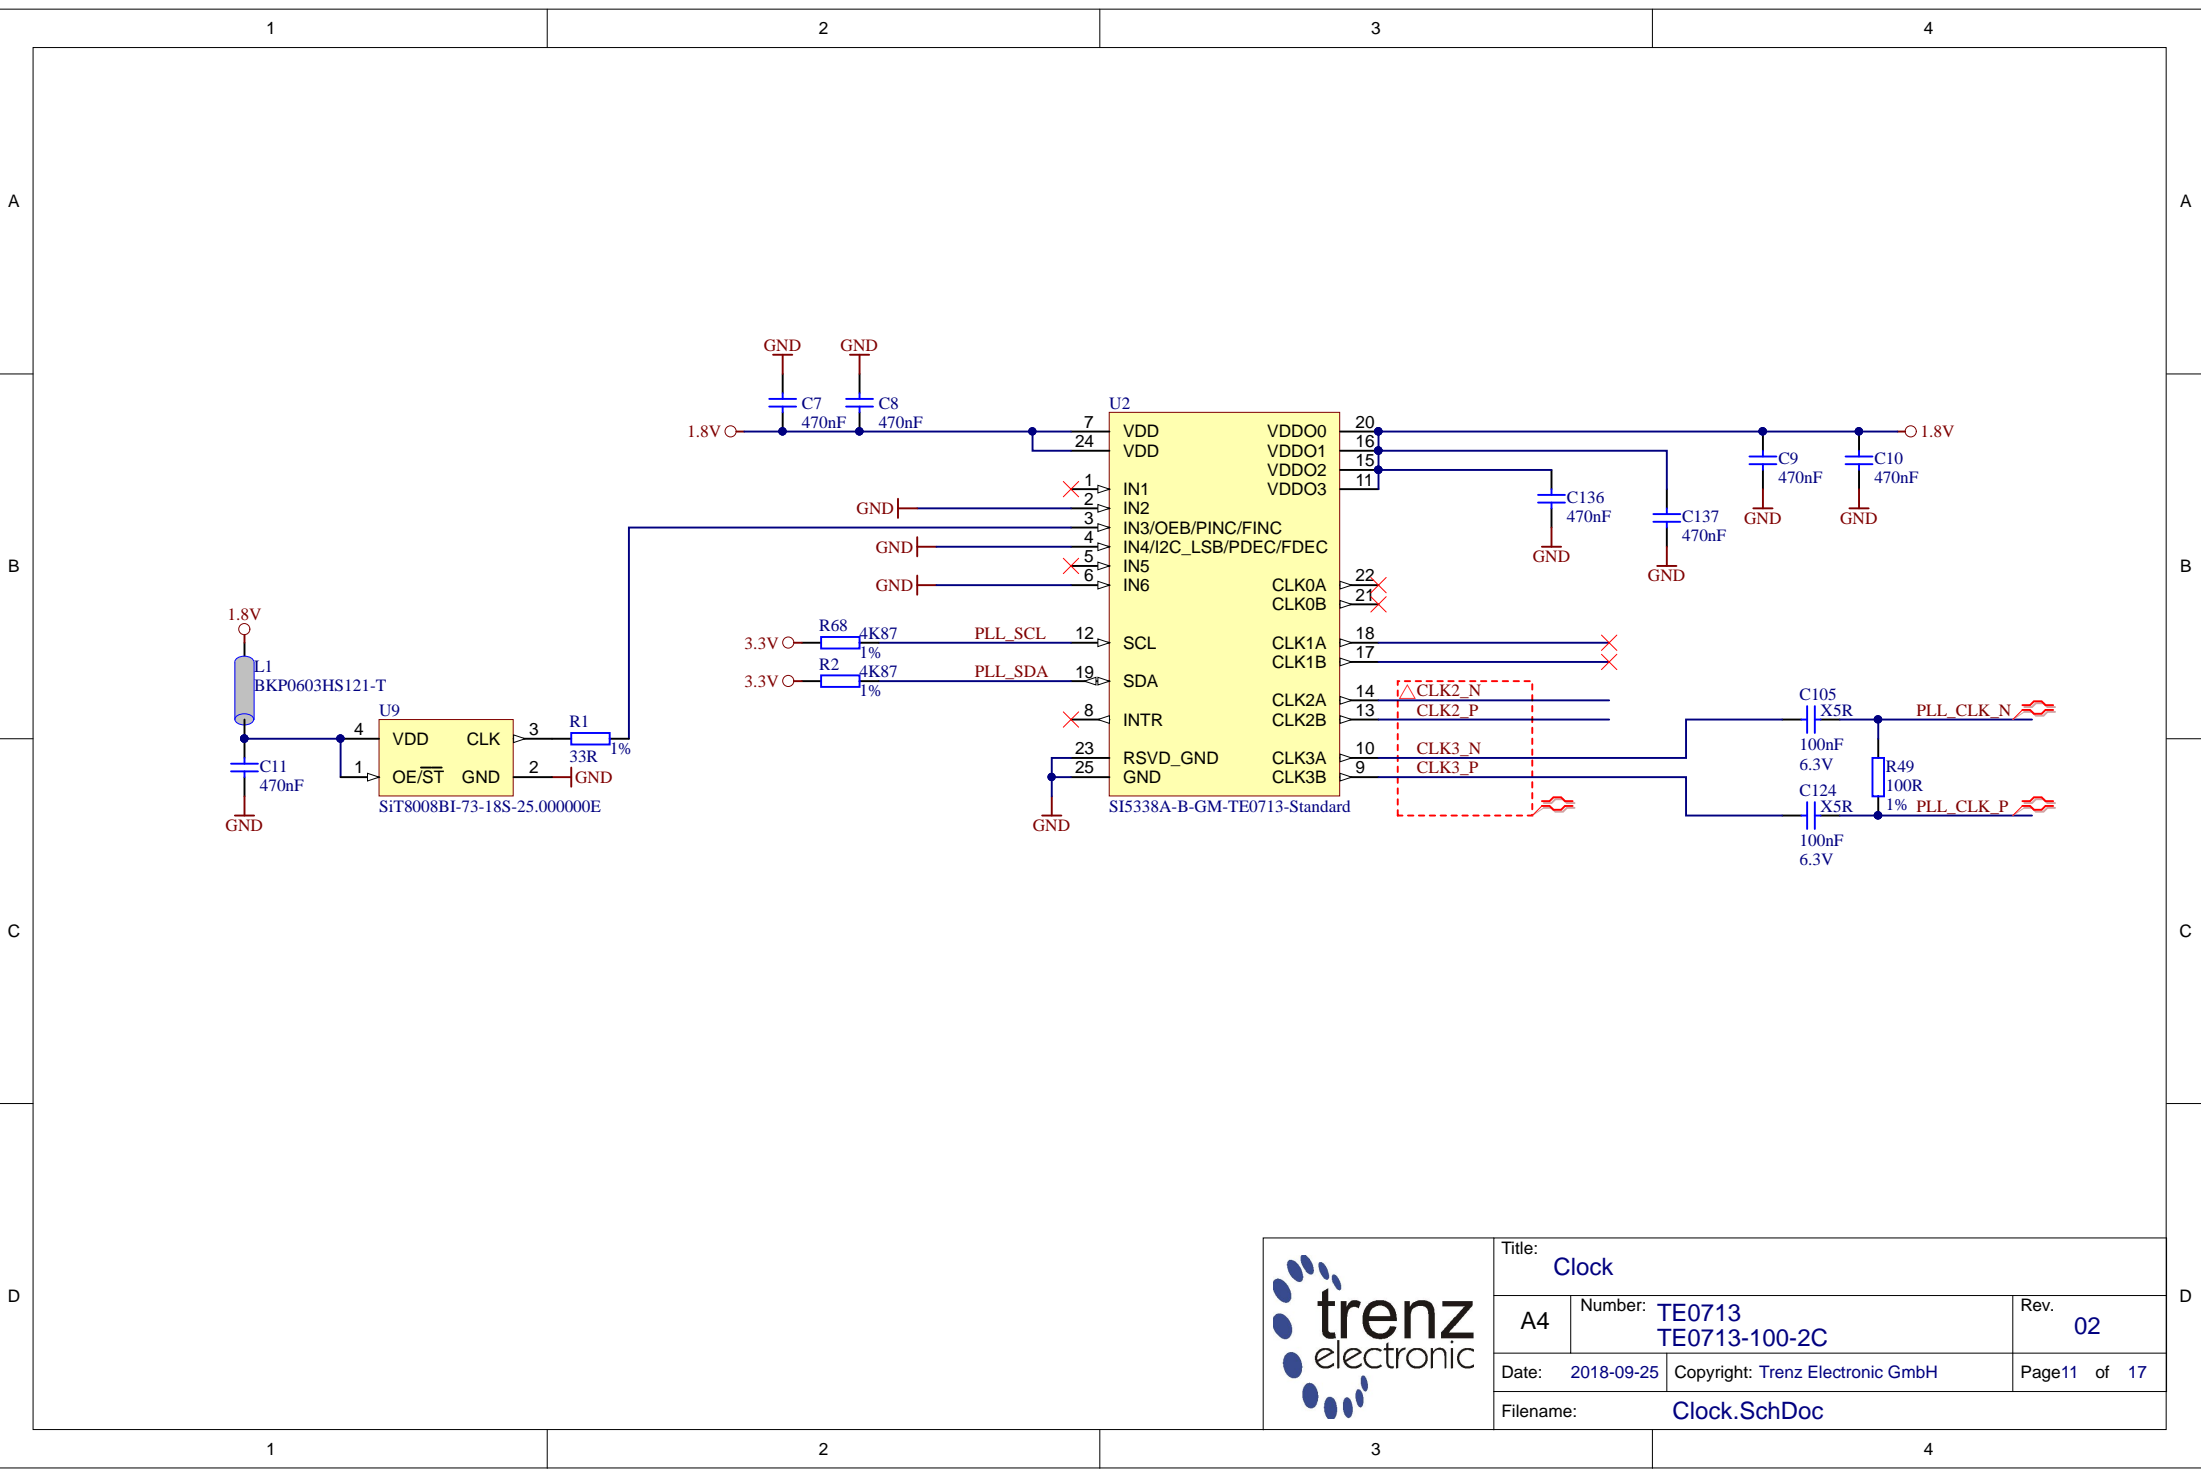 1 2 3 4
A A
GND GND
C7 C8
470nF 470nF
1.8V
U2
7 VDD VDDO0 20
24 VDD VDDO1 16
VDDO2 15
1 IN1 VDDO3 11
GND 2 IN2
3 IN3/OEB/PINC/FINC
GND 4 IN4/I2C_LSB/PDEC/FDEC
5 IN5
GND 6 IN6
CLK0A 22
CLK0B 21
3.3V R68 4K87 1% PLL_SCL 12 SCL CLK1A 18
CLK1B 17
3.3V R2 4K87 1% PLL_SDA 19 SDA
CLK2A 14 CLK2_N
8 INTR CLK2B 13 CLK2_P
23 RSVD_GND CLK3A 10 CLK3_N
25 GND CLK3B 9 CLK3_P
GND
SI5338A-B-GM-TE0713-Standard
1.8V
C9 C10
470nF 470nF
GND GND
C136
470nF
GND
C137
470nF
GND
B B
1.8V
L1
BKP0603HS121-T
U9
4 VDD CLK 3
1 OE/ST GND 2 GND
SiT8008BI-73-18S-25.000000E
R1
33R 1%
C11
470nF
GND
C105
X5R
100nF
6.3V
PLL_CLK_N
R49
100R
1%
C124
X5R
100nF
6.3V
PLL_CLK_P
C C
D D
trenz
electronic
Title:
Clock
A4 Number: TE0713
TE0713-100-2C
Rev.
02
Date: 2018-09-25 Copyright: Trenz Electronic GmbH Page11 of 17
Filename: Clock.SchDoc
1 2 3 4